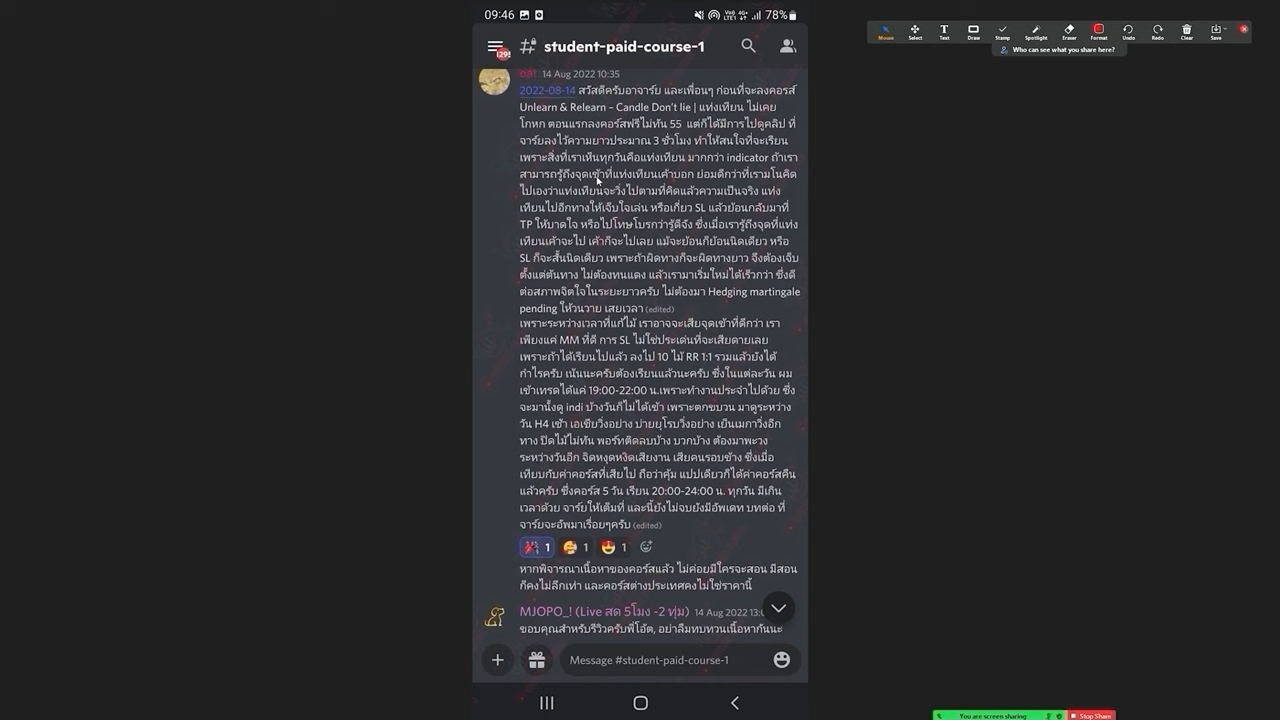 09:46
78%
Mouse Select Text Draw Stamp Spotlight Eraser Format Undo Redo Clear Save
Who can see what you share here?
129
student-paid-course-1
14 Aug 2022 10:35
2022-08-14 สวัสดีครับอาจาร์ย และเพื่อนๆ ก่อนที่จะลงคอรส์
Unlearn & Relearn – Candle Don't lie | แท่งเทียน ไม่เคย
โกหก ตอนแรกลงคอร์สฟรีไม่ทัน 55 แต่ก็ได้มีการไปดูคลิป ที่
จาร์ยลงไว้ความยาวประมาณ 3 ชั่วโมง ทำให้สนใจที่จะเรียน
เพราะสิ่งที่เราเห็นทุกวันคือแท่งเทียน มากกว่า indicator ถ้าเรา
สามารถรู้ถึงจุดเข้าที่แท่งเทียนเค้าบอก ย่อมดีกว่าที่เรามโนคิด
ไปเองว่าแท่งเทียนจะวิ่งไปตามที่คิดแล้วความเป็นจริง แท่ง
เทียนไปอีกทางให้เจ็บใจเล่น หรือเกี่ยว SL แล้วย้อนกลับมาที่
TP ให้บาดใจ หรือไปโทษโบรกว่ารู้ดีจัง ซึ่งเมื่อเรารู้ถึงจุดที่แท่ง
เทียนเค้าจะไป เค้าก็จะไปเลย แม้จะย้อนก็ย้อนนิดเดียว หรือ
SL ก็จะสั้นนิดเดียว เพราะถ้าผิดทางก็จะผิดทางยาว จึงต้องเจ็บ
ตั้งแต่ต้นทาง ไม่ต้องทนแดง แล้วเรามาเริ่มใหม่ได้เร็วกว่า ซึ่งดี
ต่อสภาพจิตใจในระยะยาวครับ ไม่ต้องมา Hedging martingale
pending ให้วุ่นวาย เสียเวลา (edited)
เพราะระหว่างเวลาที่แก้ไม้ เราอาจจะเสียจุดเข้าที่ดีกว่า เรา
เพียงแค่ MM ที่ดี การ SL ไม่ใช่ประเด่นที่จะเสียดายเลย
เพราะถ้าได้เรียนไปแล้ว ลงไป 10 ไม้ RR 1:1 รวมแล้วยังได้
กำไรครับ เน้นนะครับต้องเรียนแล้วนะครับ ซึ่งในแต่ละวัน ผม
เข้าเทรดได้แค่ 19:00-22:00 น.เพราะทำงานประจำไปด้วย ซึ่ง
จะมานั้งดู indi บ้างวันก็ไม่ได้เข้า เพราะตกขบวน มาดูระหว่าง
วัน H4 เช้า เอเชียวิ่งอย่าง บ่ายยุโรบวิ่งอย่าง เย็นเมกาวิ่งอีก
ทาง ปิดไม้ไม่ทัน พอร์ทติดลบบ้าง บวกบ้าง ต้องมาพะวง
ระหว่างวันอีก จิดหงุดหงิดเสียงาน เสียคนรอบข้าง ซึ่งเมื่อ
เทียบกับค่าคอร์สที่เสียไป ถือว่าคุ้ม แปปเดียวก็ได้ค่าคอร์สคืน
แล้วครับ ซึ่งคอร์ส 5 วัน เรียน 20:00-24:00 น. ทุกวัน มีเกิน
เวลาด้วย จาร์ยให้เต็มที่ และนี้ยังไม่จบยังมีอัพเดท บทต่อ ที่
จาร์ยจะอัพมาเรื่อยๆครับ (edited)
1 1 1
หากพิจารณาเนื้อหาของคอร์สแล้ว ไม่ค่อยมีใครจะสอน มีสอน
ก็คงไม่ลึกเท่า และคอร์สต่างประเทศคงไม่ใช่ราคานี้
MJOPO_! (Live สด 5โมง -2 ทุ่ม) 14 Aug 2022
ขอบคุณสำหรับรีวิวครับพี่โอ๊ต, อย่าลืมทบทวนเนื้อหากันนะ
Message #student-paid-course-1
You are screen sharing
Stop Share